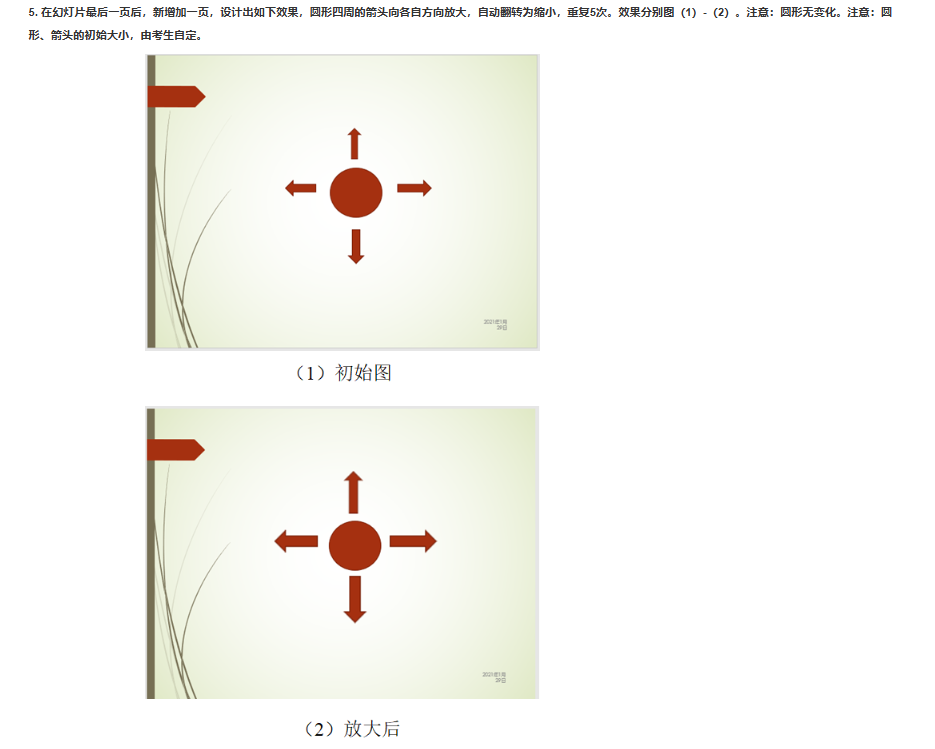 5. 在幻灯片最后一页后，新增加一页，设计出如下效果，圆形四周的箭头向各自方向放大，自动翻转为缩小，重复5次。效果分别图（1）-（2）。注意：圆形无变化。注意：圆
形、箭头的初始大小，由考生自定。
（1）初始图
（2）放大后